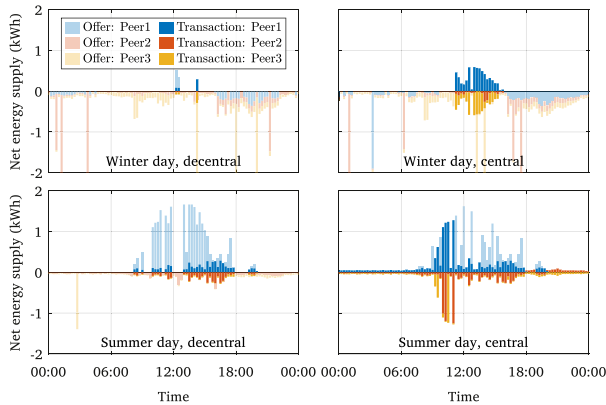 2
1
0
-1
-2
Net energy supply (kWh)
Offer: Peer1 Transaction: Peer1
Offer: Peer2 Transaction: Peer2
Offer: Peer3 Transaction: Peer3
Winter day, decentral
Winter day, central
2
1
0
-1
-2
Net energy supply (kWh)
Summer day, decentral
Summer day, central
00:00 06:00 12:00 18:00 00:00
00:00 06:00 12:00 18:00 00:00
Time
Time